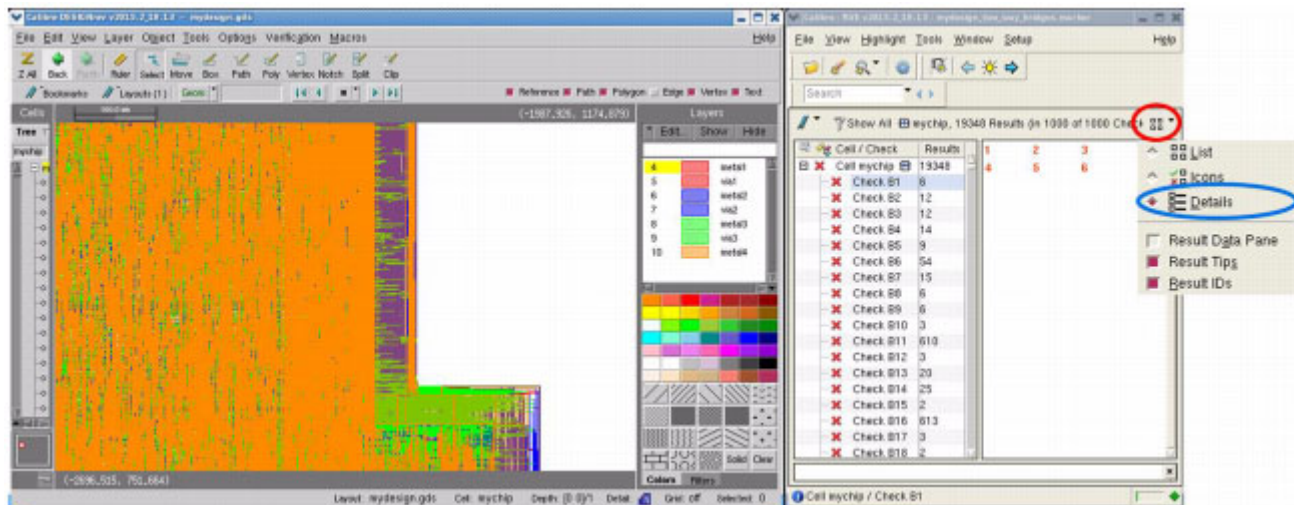 Calibre DESIGNrev v2013.2_18.13 - mydesign.gds
File Edit View Layer Object Tools Options Verification Macros Help
Z All Back Ruler Select Move Box Path Poly Vertex Notch Split Clip
Bookmarks Layouts (1) Geom: Reference Path Polygon Edge Vertex Text
Cells (-1987.926, 1174.879) Layers
Tree
mychip
Edit... Show Hide
4 metal1
5 via1
6 metal2
7 via2
8 metal3
9 via3
10 metal4
Solid Clear
Colors Filters
(-2696.515, 751.664)
Layout: mydesign.gds Cell: mychip Depth: (0 0)/1 Detail: Grid: off Selected: 0
Calibre - RVE v2013.2_18.13 : mydesign_two_way_bridges.marker
File View Highlight Tools Window Setup Help
Search
Show All mychip, 19348 Results (in 1000 of 1000 Chec
Cell / Check Results
Cell mychip 19348
Check B1 6
Check B2 12
Check B3 12
Check B4 14
Check B5 9
Check B6 54
Check B7 15
Check B8 6
Check B9 6
Check B10 3
Check B11 610
Check B12 3
Check B13 20
Check B14 25
Check B15 2
Check B16 613
Check B17 3
Check B18 2
1 2 3
4 5 6
List
Icons
Details
Result Data Pane
Result Tips
Result IDs
Cell mychip / Check B1